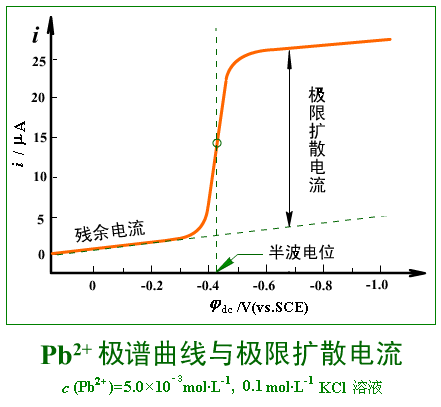 i
25
20
15
10
5
0
i / μA
残余电流
极限扩散电流
半波电位
0 -0.2 -0.4 -0.6 -0.8 -1.0
φdc /V(vs.SCE)
Pb²⁺ 极谱曲线与极限扩散电流
c (Pb²⁺)=5.0×10⁻³mol·L⁻¹, 0.1 mol·L⁻¹ KCl 溶液